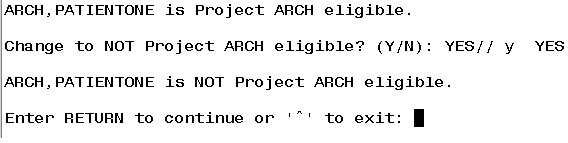 ARCH,PATIENTONE is Project ARCH eligible.
Change to NOT Project ARCH eligible? (Y/N): YES// y  YES
ARCH,PATIENTONE is NOT Project ARCH eligible.
Enter RETURN to continue or '^' to exit: